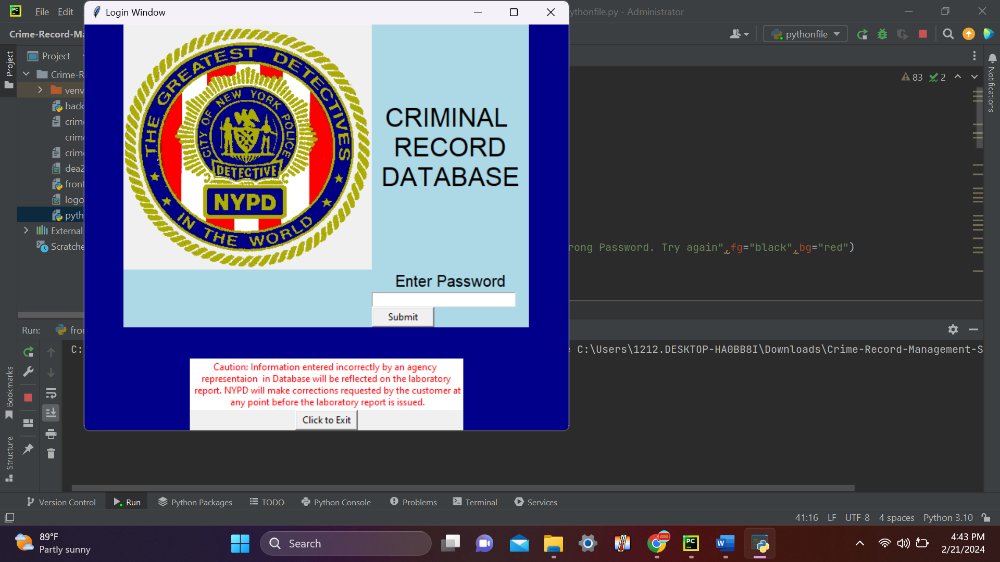 PC
File
Edit
Login Window
ythonfile.py - Administrator
Crime-Record-Ma
pythonfile
Project
Project
Crime-R
venv
back
crim
crime
crim
dea2
front
logo
pyth
External
Scratche
83
2
Notifications
THE GREATEST DETECTIVES
CITY OF NEW YORK POLICE
DETECTIVE
NYPD
IN THE WORLD
CRIMINAL
RECORD
DATABASE
rong Password. Try again",fg="black",bg="red")
Enter Password
Submit
Run:
fro
C:
C:\Users\1212.DESKTOP-HA0BB8I\Downloads\Crime-Record-Management-S
Caution: Information entered incorrectly by an agency
representaion in Database will be reflected on the laboratory
report. NYPD will make corrections requested by the customer at
any point before the laboratory report is issued.
Click to Exit
Bookmarks
Structure
Version Control
Run
Python Packages
TODO
Python Console
Problems
Terminal
Services
41:16
LF
UTF-8
4 spaces
Python 3.10
89°F
Partly sunny
Search
PC
W
4:43 PM
2/21/2024